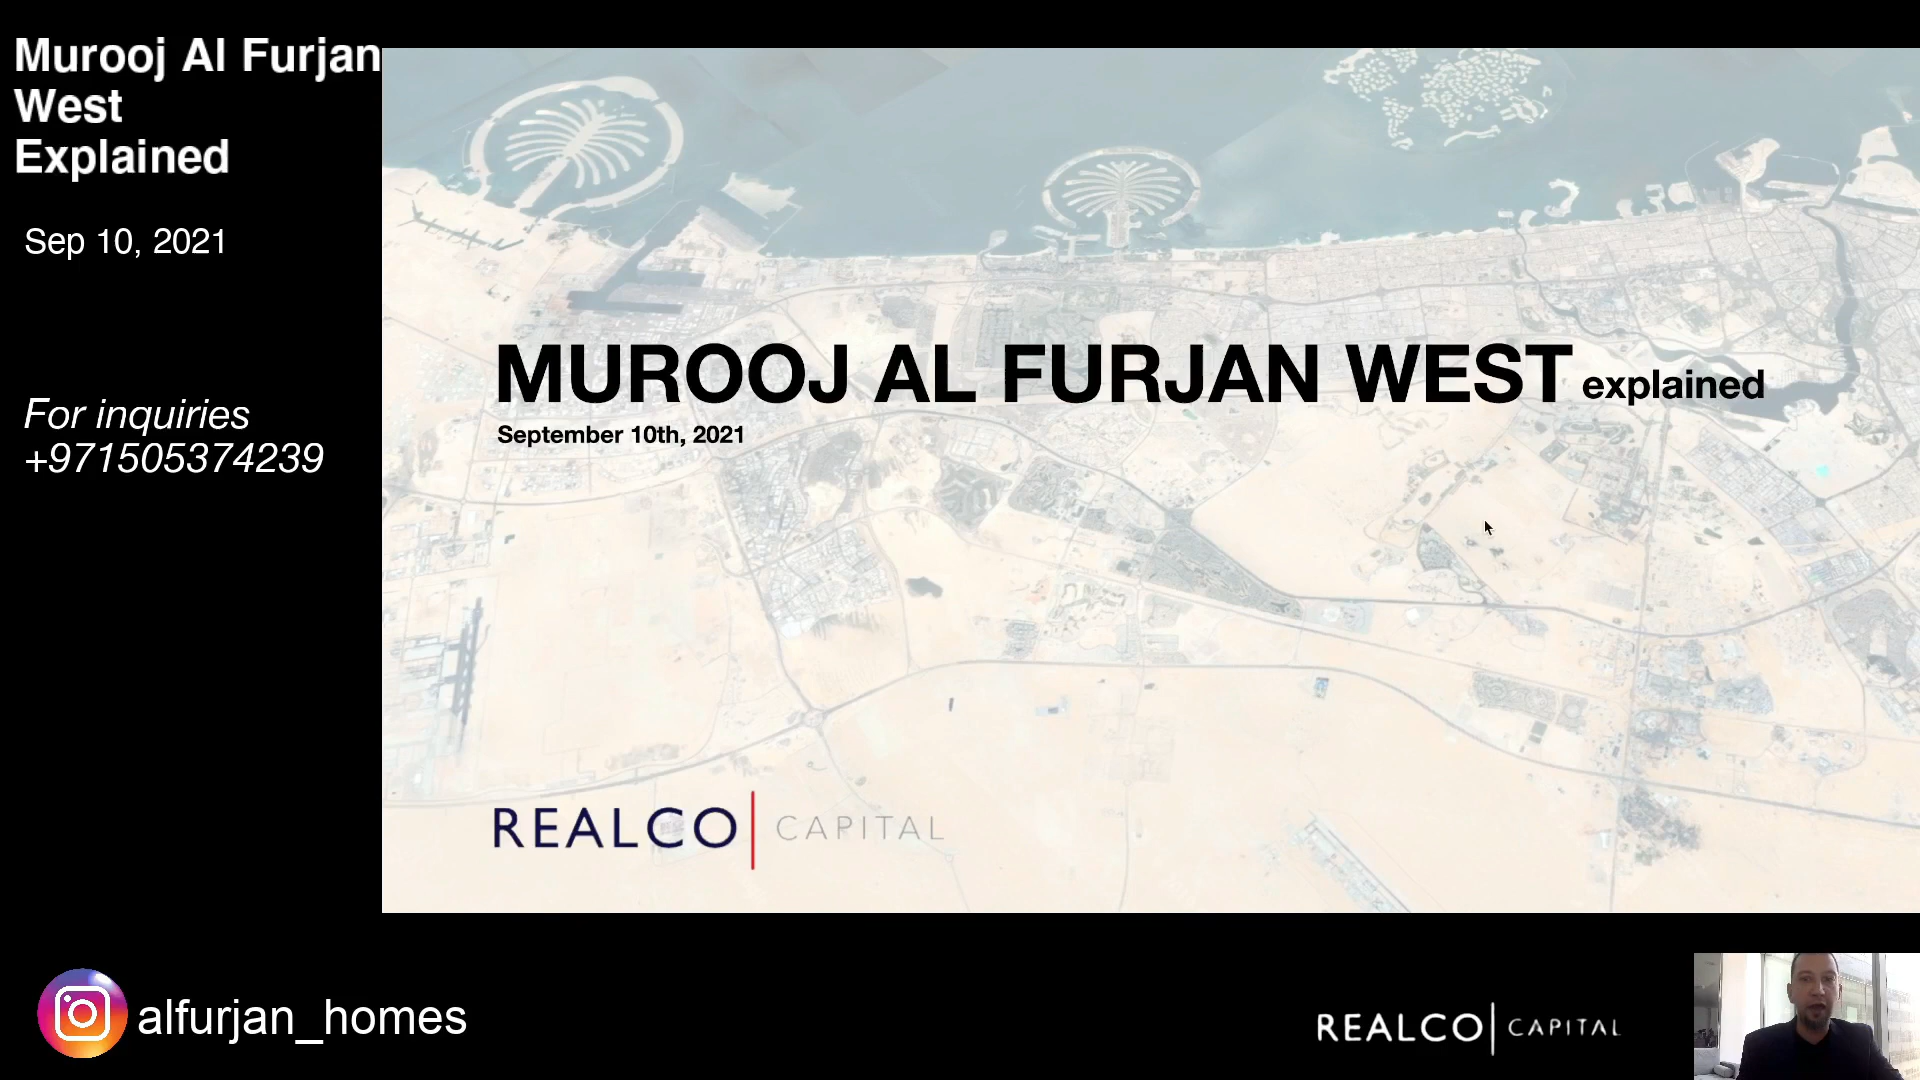 Murooj Al Furjan
West
Explained
Sep 10, 2021
For inquiries
+971505374239
MUROOJ AL FURJAN WEST explained
September 10th, 2021
REALCO CAPITAL
alfurjan_homes
REALCO CAPITAL